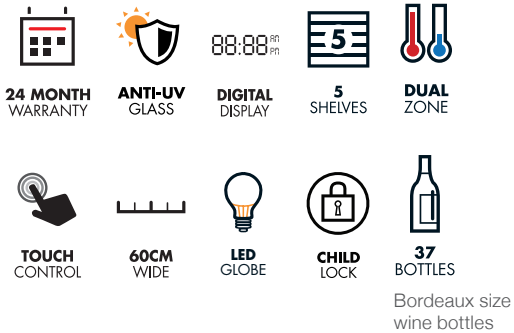 88:88 AM
PM
5
24 MONTH
WARRANTY
ANTI-UV
GLASS
DIGITAL
DISPLAY
5
SHELVES
DUAL
ZONE
TOUCH
CONTROL
60CM
WIDE
LED
GLOBE
CHILD
LOCK
37
BOTTLES
Bordeaux size
wine bottles